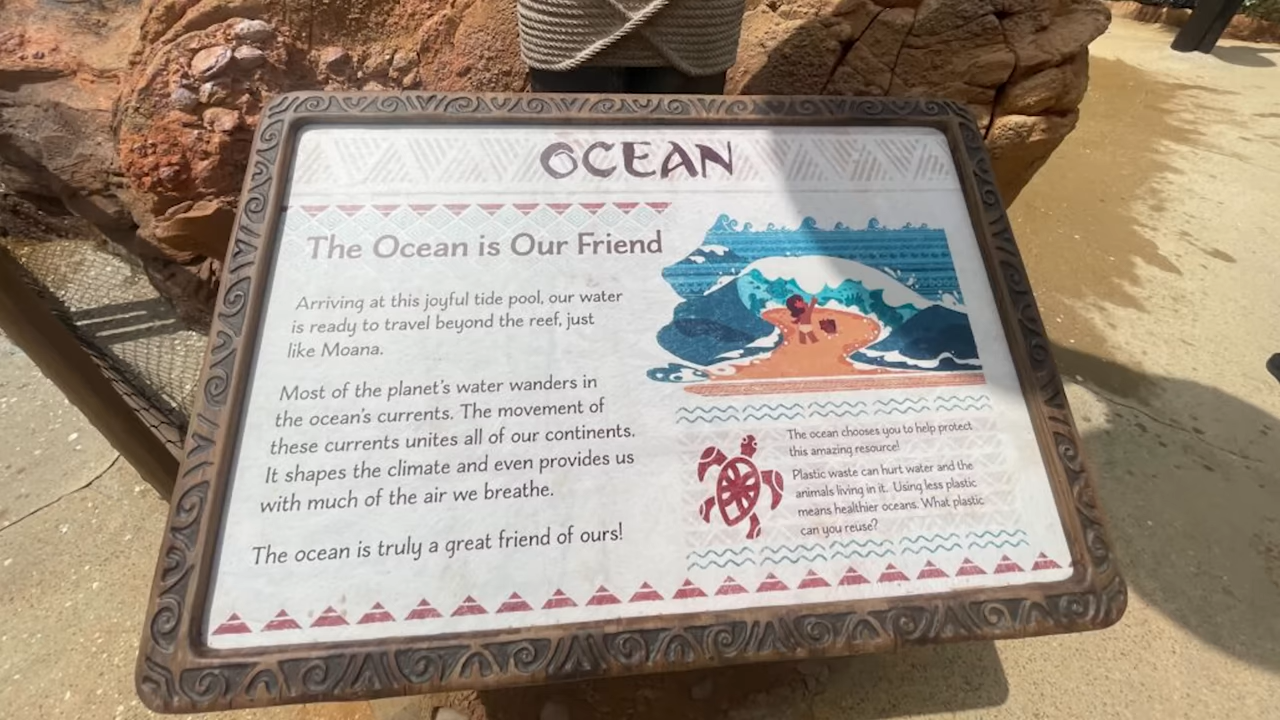 OCEAN
The Ocean is Our Friend
Arriving at this joyful tide pool, our water
is ready to travel beyond the reef, just
like Moana.
Most of the planet's water wanders in
the ocean's currents. The movement of
these currents unites all of our continents.
It shapes the climate and even provides us
with much of the air we breathe.
The ocean is truly a great friend of ours!
The ocean chooses you to help protect
this amazing resource!
Plastic waste can hurt water and the
animals living in it. Using less plastic
means healthier oceans. What plastic
can you reuse?